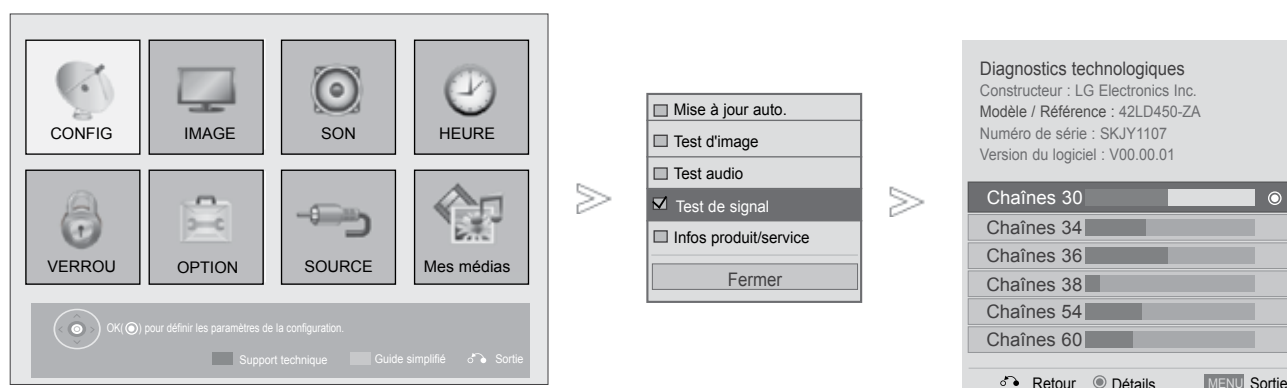 CONFIG IMAGE SON HEURE
VERROU OPTION SOURCE Mes médias
OK(◉) pour définir les paramètres de la configuration.
Support technique Guide simplifié Sortie
Mise à jour auto.
Test d'image
Test audio
Test de signal
Infos produit/service
Fermer
Diagnostics technologiques
Constructeur : LG Electronics Inc.
Modèle / Référence : 42LD450-ZA
Numéro de série : SKJY1107
Version du logiciel : V00.00.01
Chaînes 30
Chaînes 34
Chaînes 36
Chaînes 38
Chaînes 54
Chaînes 60
Retour ◉ Détails MENU Sortie